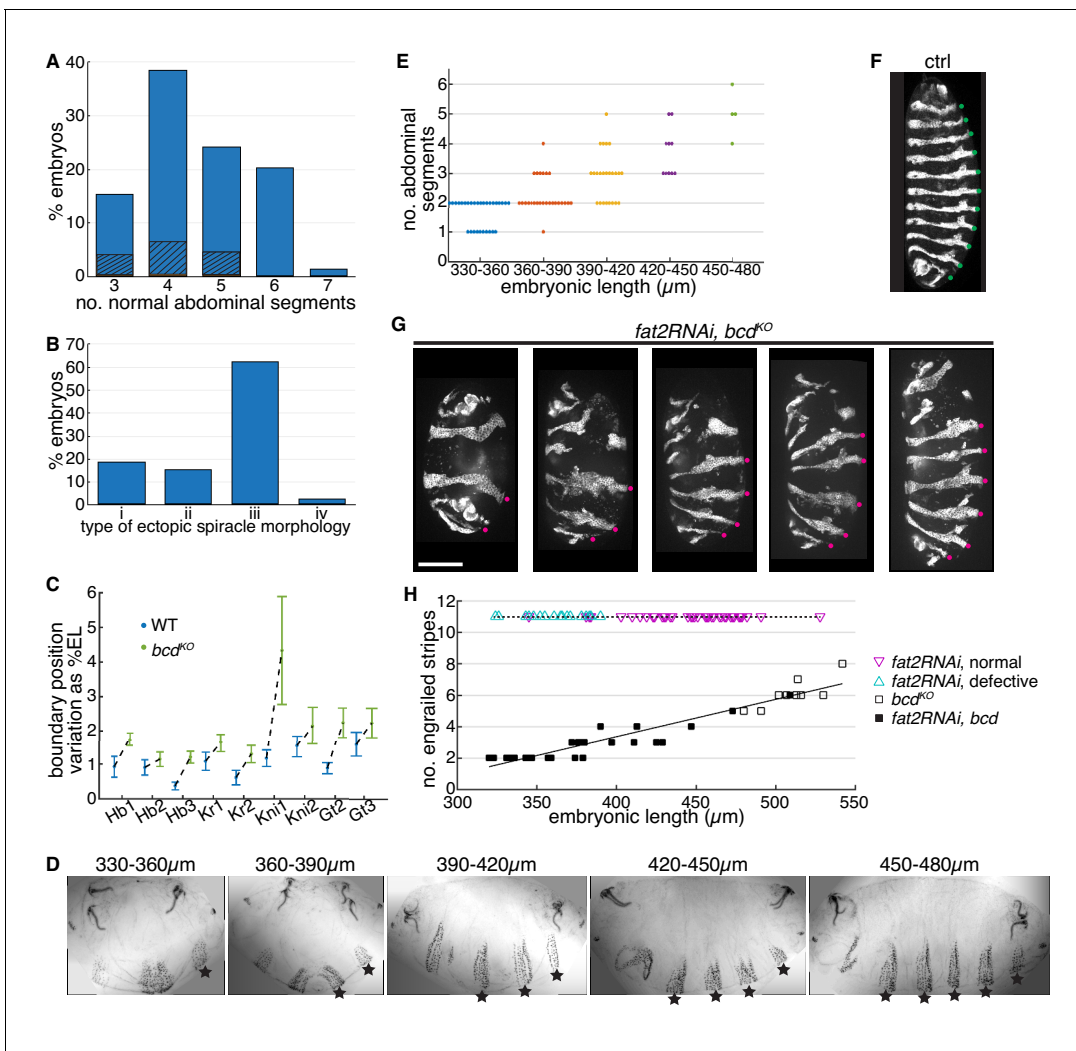 A
% embryos
40
30
20
10
0
3 4 5 6 7
no. normal abdominal segments
B
% embryos
70
60
50
40
30
20
10
0
i ii iii iv
type of ectopic spiracle morphology
C
boundary position
variation as %EL
6
5
4
3
2
1
0
WT
bcdKO
Hb1 Hb2 Hb3 Kr1 Kr2 Kni1 Kni2 Gt2 Gt3
E
no. abdominal
segments
6
5
4
3
2
1
0
330-360 360-390 390-420 420-450 450-480
embryonic length (µm)
F
ctrl
G
fat2RNAi, bcdKO
H
no. engrailed stripes
12
10
8
6
4
2
0
300 350 400 450 500 550
embryonic length (µm)
fat2RNAi, normal
fat2RNAi, defective
bcdKO
fat2RNAi, bcd
D
330-360µm 360-390µm 390-420µm 420-450µm 450-480µm